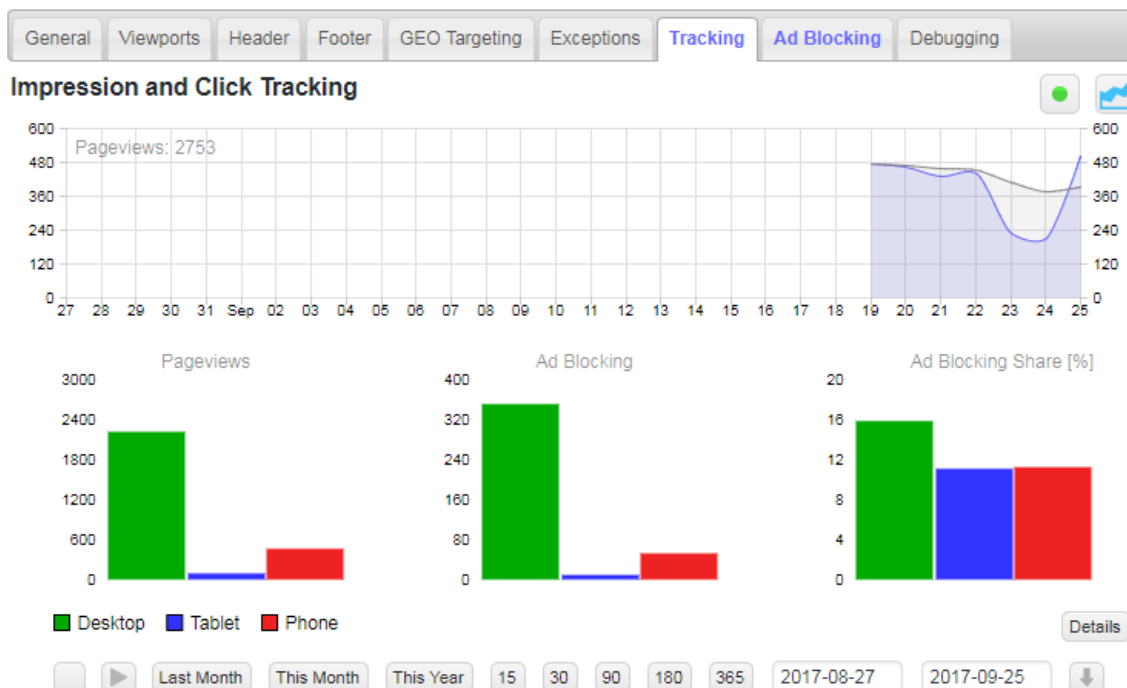 General Viewports Header Footer GEO Targeting Exceptions Tracking Ad Blocking Debugging
Impression and Click Tracking
600 600
Pageviews: 2753
480 480
360 360
240 240
120 120
0 0
27 28 29 30 31 Sep 02 03 04 05 06 07 08 09 10 11 12 13 14 15 16 17 18 19 20 21 22 23 24 25
Pageviews Ad Blocking Ad Blocking Share [%]
3000 400 20
2400 320 16
1800 240 12
1200 160 8
600 80 4
0 0 0
Desktop Tablet Phone
Details
Last Month This Month This Year 15 30 90 180 365 2017-08-27 2017-09-25